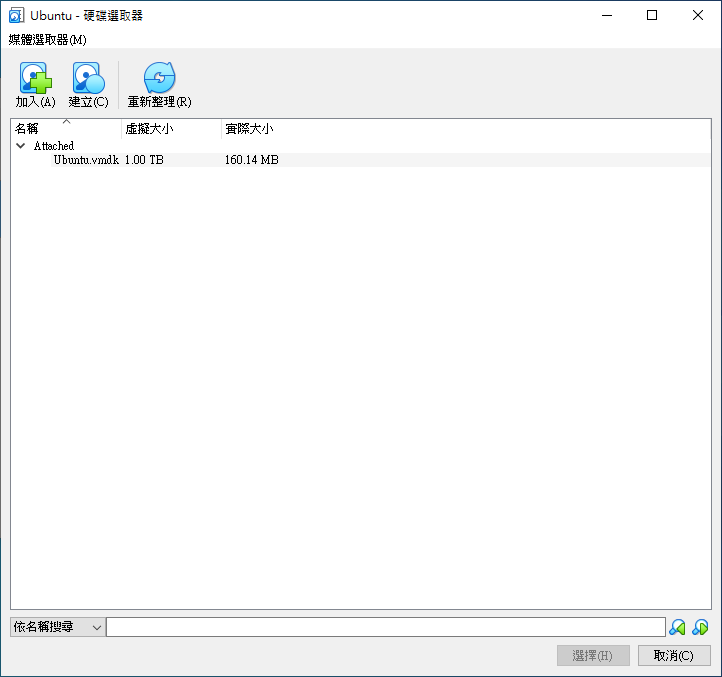 Ubuntu - 硬碟選取器
媒體選取器(M)
加入(A) 建立(C) 重新整理(R)
名稱 虛擬大小 實際大小
Attached
Ubuntu.vmdk 1.00 TB 160.14 MB
依名稱搜尋
選擇(H) 取消(C)